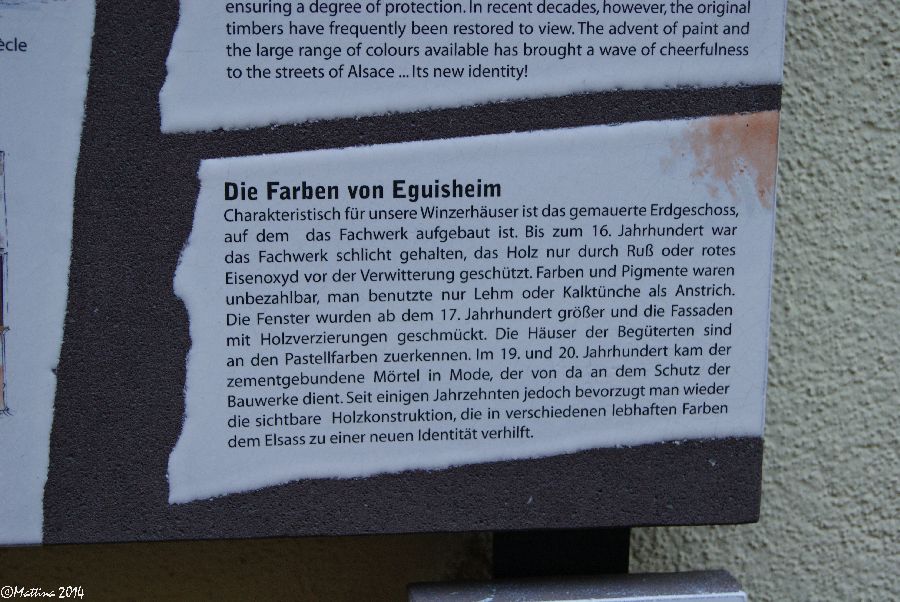 ècle
ensuring a degree of protection. In recent decades, however, the original
timbers have frequently been restored to view. The advent of paint and
the large range of colours available has brought a wave of cheerfulness
to the streets of Alsace ... Its new identity!
Die Farben von Eguisheim
Charakteristisch für unsere Winzerhäuser ist das gemauerte Erdgeschoss,
auf dem das Fachwerk aufgebaut ist. Bis zum 16. Jahrhundert war
das Fachwerk schlicht gehalten, das Holz nur durch Ruß oder rotes
Eisenoxyd vor der Verwitterung geschützt. Farben und Pigmente waren
unbezahlbar, man benutzte nur Lehm oder Kalktünche als Anstrich.
Die Fenster wurden ab dem 17. Jahrhundert größer und die Fassaden
mit Holzverzierungen geschmückt. Die Häuser der Begüterten sind
an den Pastellfarben zuerkennen. Im 19. und 20. Jahrhundert kam der
zementgebundene Mörtel in Mode, der von da an dem Schutz der
Bauwerke dient. Seit einigen Jahrzehnten jedoch bevorzugt man wieder
die sichtbare Holzkonstruktion, die in verschiedenen lebhaften Farben
dem Elsass zu einer neuen Identität verhilft.
©Mattina 2014